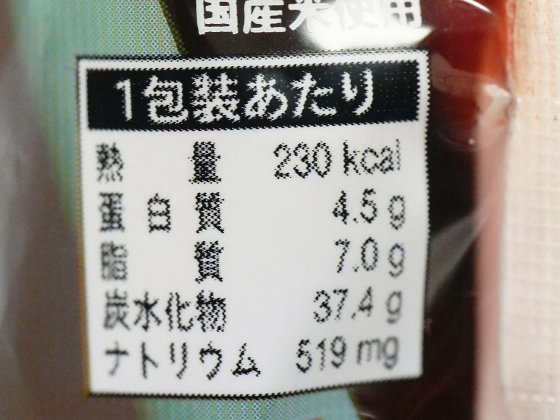 国産米使用
1包装あたり
熱量 230 kcal
蛋白質 4.5 g
脂質 7.0 g
炭水化物 37.4 g
ナトリウム 519 mg